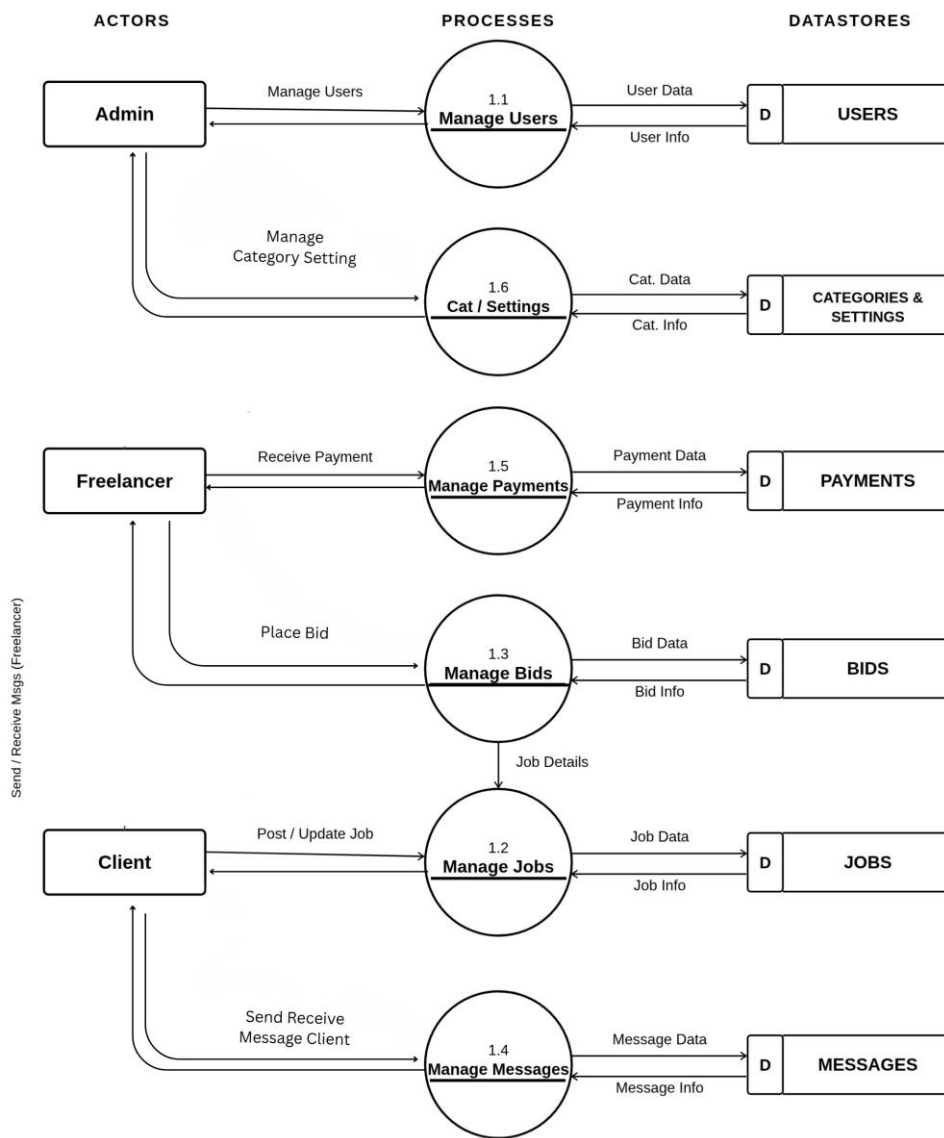 ACTORS
PROCESSES
DATASTORES
Admin
Manage Users
1.1
Manage Users
User Data
User Info
D
USERS
Manage
Category Setting
1.6
Cat / Settings
Cat. Data
Cat. Info
D
CATEGORIES &
SETTINGS
Freelancer
Receive Payment
1.5
Manage Payments
Payment Data
Payment Info
D
PAYMENTS
Place Bid
1.3
Manage Bids
Bid Data
Bid Info
D
BIDS
Send / Receive Msgs (Freelancer)
Job Details
Client
Post / Update Job
1.2
Manage Jobs
Job Data
Job Info
D
JOBS
Send Receive
Message Client
1.4
Manage Messages
Message Data
Message Info
D
MESSAGES